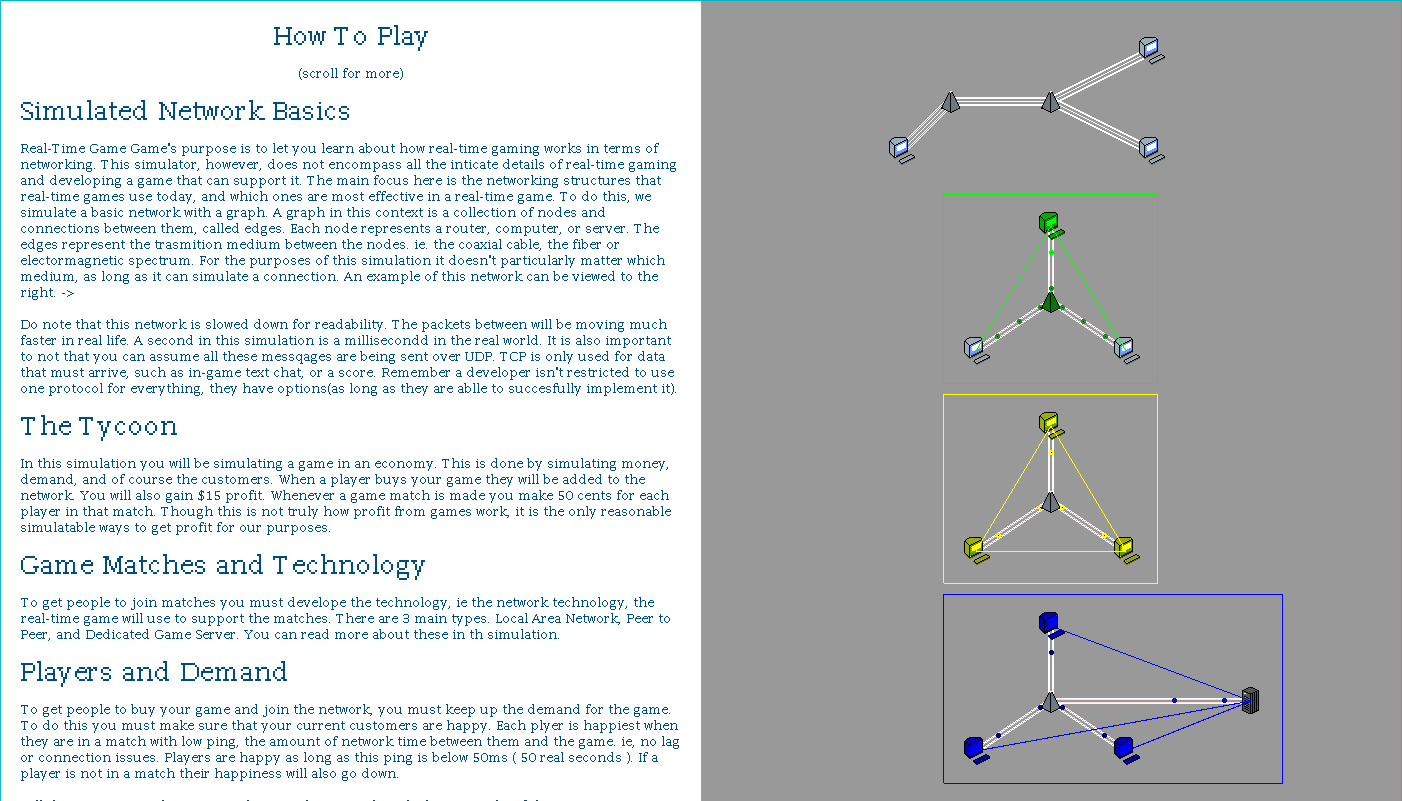 How To Play
(scroll for more)
Simulated Network Basics
Real-Time Game Game's purpose is to let you learn about how real-time gaming works in terms of
networking. This simulator, however, does not encompass all the inticate details of real-time gaming
and developing a game that can support it. The main focus here is the networking structures that
real-time games use today, and which ones are most effective in a real-time game. To do this, we
simulate a basic network with a graph. A graph in this context is a collection of nodes and
connections between them, called edges. Each node represents a router, computer, or server. The
edges represent the trasmition medium between the nodes. ie. the coaxial cable, the fiber or
electormagnetic spectrum. For the purposes of this simulation it doesn't particularly matter which
medium, as long as it can simulate a connection. An example of this network can be viewed to the
right. ->
Do note that this network is slowed down for readability. The packets between will be moving much
faster in real life. A second in this simulation is a millisecondd in the real world. It is also important
to not that you can assume all these messqages are being sent over UDP. TCP is only used for data
that must arrive, such as in-game text chat, or a score. Remember a developer isn't restricted to use
one protocol for everything, they have options(as long as they are ablle to succesfully implement it).
The Tycoon
In this simulation you will be simulating a game in an economy. This is done by simulating money,
demand, and of course the customers. When a player buys your game they will be added to the
network. You will also gain $15 profit. Whenever a game match is made you make 50 cents for each
player in that match. Though this is not truly how profit from games work, it is the only reasonable
simulatable ways to get profit for our purposes.
Game Matches and Technology
To get people to join matches you must develope the technology, ie the network technology, the
real-time game will use to support the matches. There are 3 main types. Local Area Network, Peer to
Peer, and Dedicated Game Server. You can read more about these in th simulation.
Players and Demand
To get people to buy your game and join the network, you must keep up the demand for the game.
To do this you must make sure that your current customers are happy. Each plyer is happiest when
they are in a match with low ping, the amount of network time between them and the game. ie, no lag
or connection issues. Players are happy as long as this ping is below 50ms ( 50 real seconds ). If a
player is not in a match their happiness will also go down.